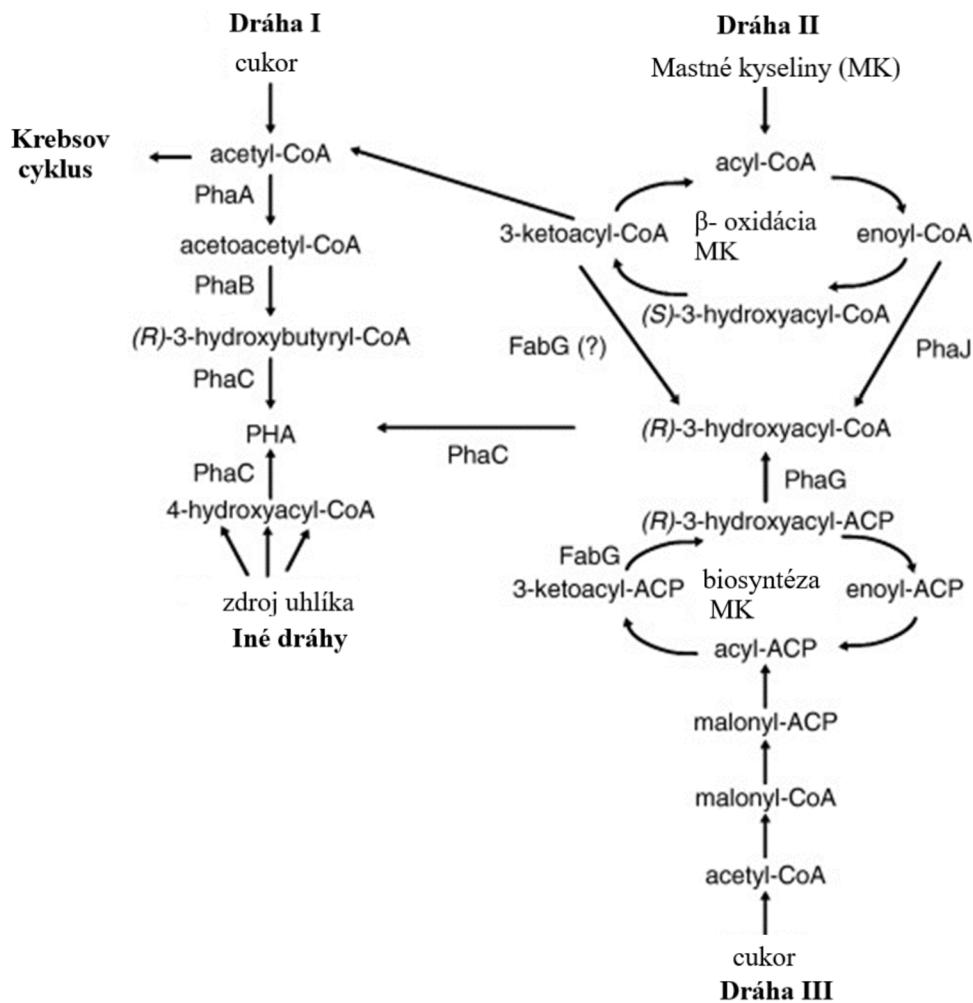 Dráha I
cukor
Krebsov
cyklus
acetyl-CoA
PhaA
acetoacetyl-CoA
PhaB
(R)-3-hydroxybutyryl-CoA
PhaC
PHA
PhaC
4-hydroxyacyl-CoA
zdroj uhlíka
Iné dráhy
Dráha II
Mastné kyseliny (MK)
acyl-CoA
3-ketoacyl-CoA
β- oxidácia
MK
enoyl-CoA
(S)-3-hydroxyacyl-CoA
FabG (?)
PhaJ
(R)-3-hydroxyacyl-CoA
PhaC
PhaG
(R)-3-hydroxyacyl-ACP
FabG
3-ketoacyl-ACP
biosyntéza
MK
enoyl-ACP
acyl-ACP
malonyl-ACP
malonyl-CoA
acetyl-CoA
cukor
Dráha III